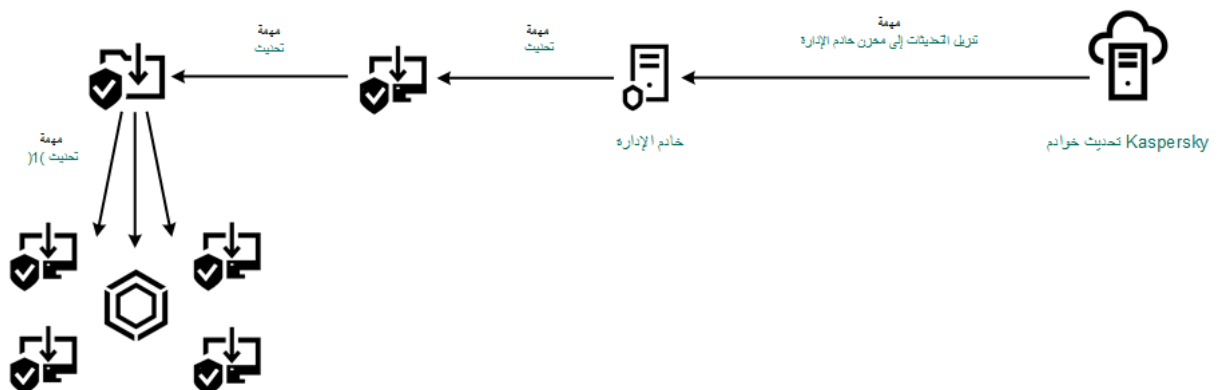 مهمة
تنزيل التحديثات إلى مخزن خادم الإدارة
مهمة
تحديث
مهمة
تحديث
Kaspersky تحديث خوادم
خادم الإدارة
مهمة
تحديث )1(